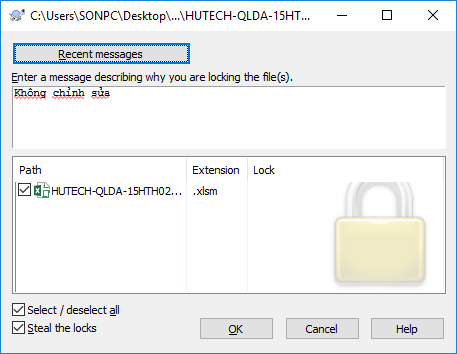 C:\Users\SONPC\Desktop\...\HUTECH-QLDA-15HT...
Recent messages
Enter a message describing why you are locking the file(s).
Không chỉnh sửa
Path Extension Lock
HUTECH-QLDA-15HTH02... .xlsm
Select / deselect all
Steal the locks
OK Cancel Help